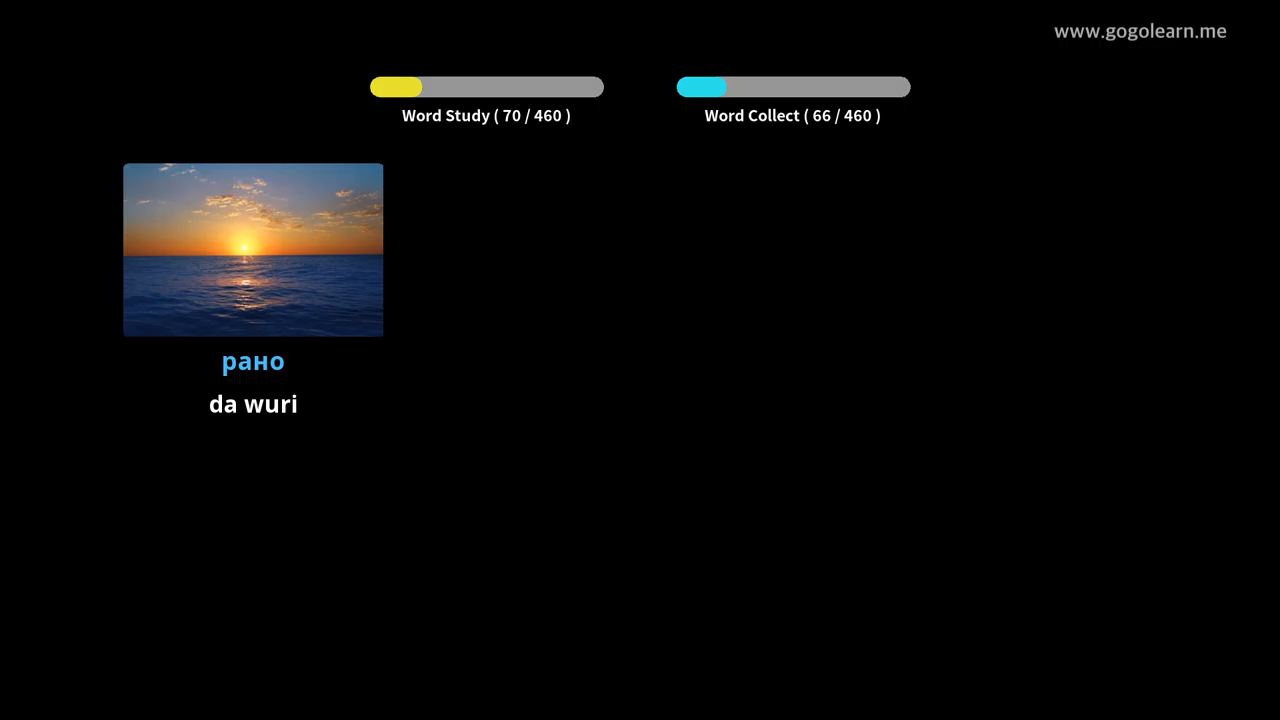 www.gogolearn.me
Word Study ( 70 / 460 )
Word Collect ( 66 / 460 )
рано
da wuri